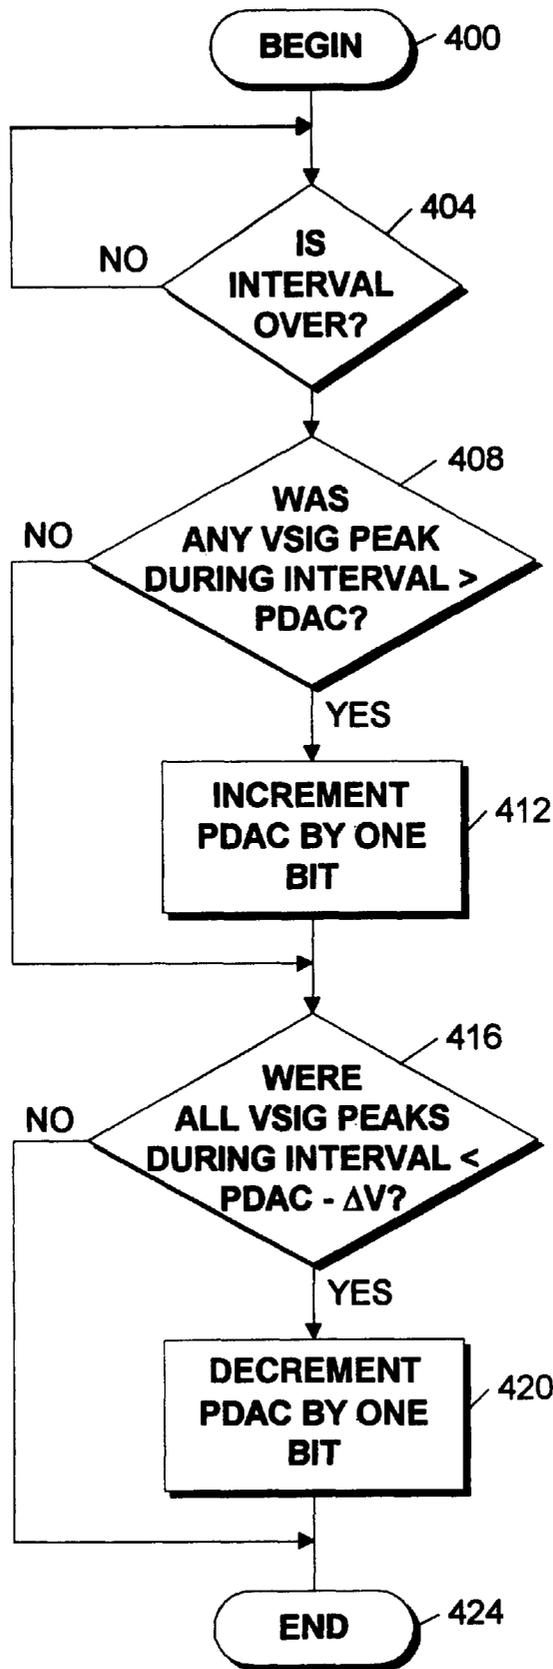 BEGIN
400
404
IS
INTERVAL
OVER?
NO
408
WAS
ANY VSIG PEAK
DURING INTERVAL >
PDAC?
NO
YES
INCREMENT
PDAC BY ONE
BIT
412
416
WERE
ALL VSIG PEAKS
DURING INTERVAL <
PDAC - ΔV?
NO
YES
DECREMENT
PDAC BY ONE
BIT
420
END
424